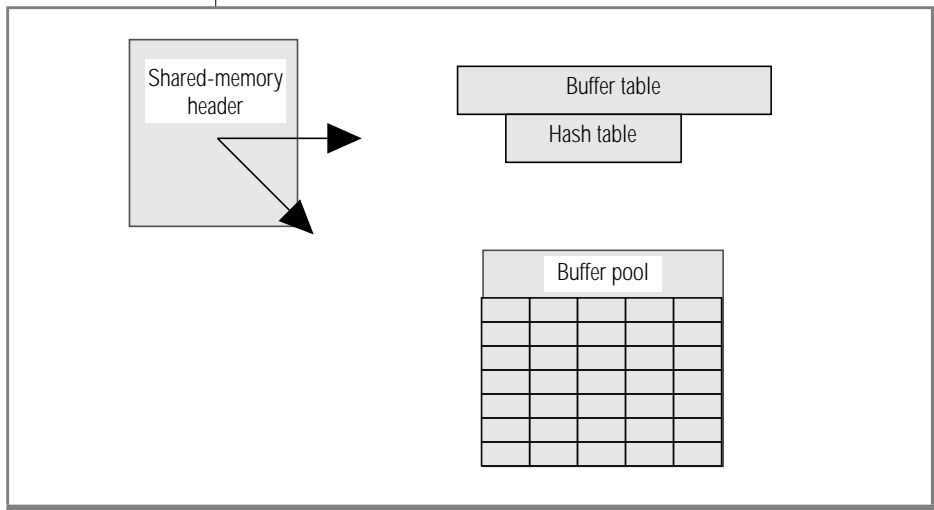 Shared-memory
header
Buffer table
Hash table
Buffer pool